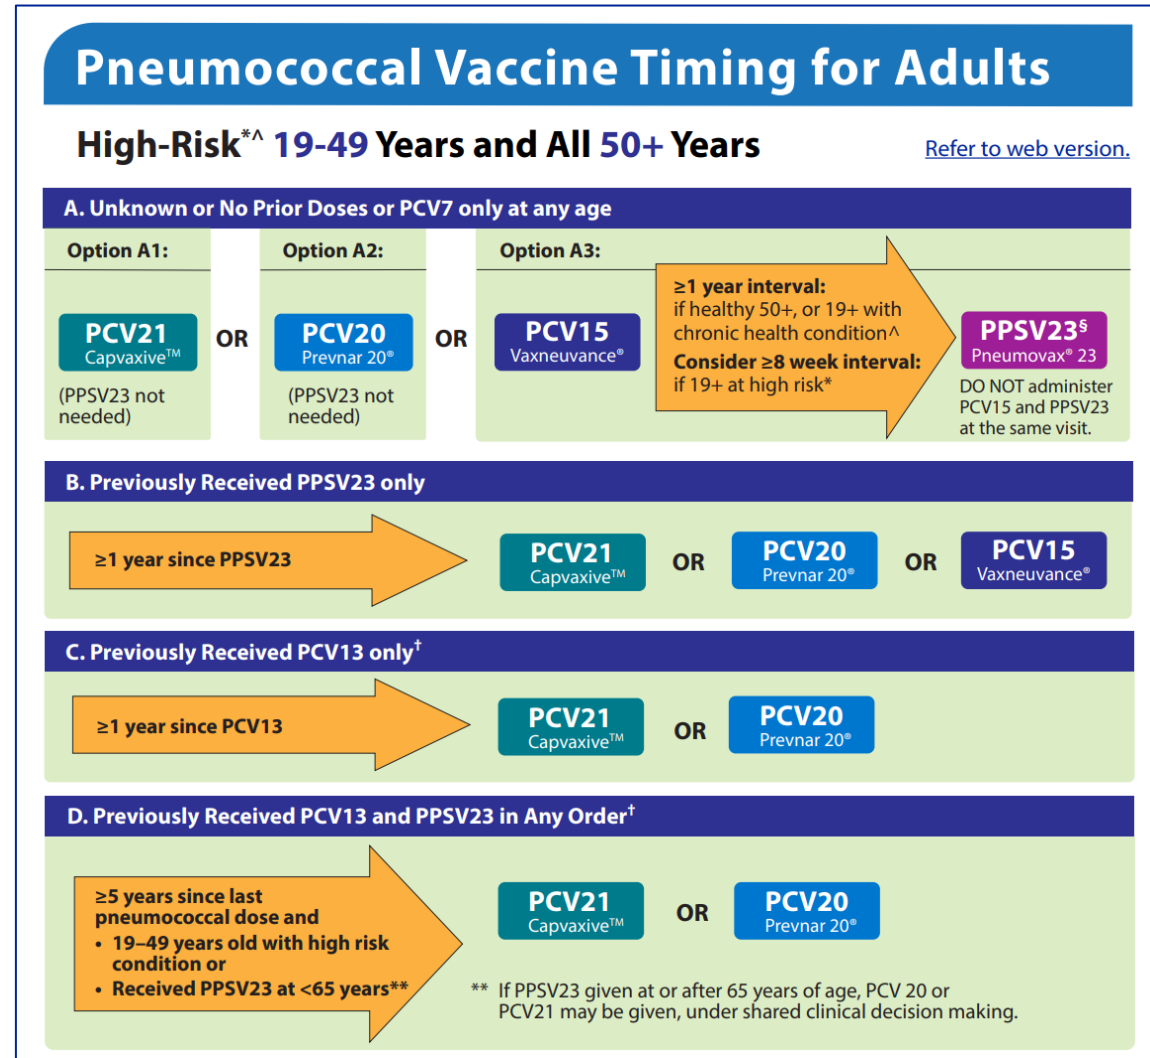 Pneumococcal Vaccine Timing for Adults
High-Risk*^ 19-49 Years and All 50+ Years
Refer to web version.
A. Unknown or No Prior Doses or PCV7 only at any age
Option A1:
PCV21
Capvaxive™
(PPSV23 not
needed)
OR
Option A2:
PCV20
Prevnar 20®
(PPSV23 not
needed)
OR
Option A3:
PCV15
Vaxneuvance®
≥1 year interval:
if healthy 50+, or 19+ with
chronic health condition^
Consider ≥8 week interval:
if 19+ at high risk*
PPSV23§
Pneumovax® 23
DO NOT administer
PCV15 and PPSV23
at the same visit.
B. Previously Received PPSV23 only
≥1 year since PPSV23
PCV21
Capvaxive™
OR
PCV20
Prevnar 20®
OR
PCV15
Vaxneuvance®
C. Previously Received PCV13 only†
≥1 year since PCV13
PCV21
Capvaxive™
OR
PCV20
Prevnar 20®
D. Previously Received PCV13 and PPSV23 in Any Order†
≥5 years since last
pneumococcal dose and
• 19–49 years old with high risk
condition or
• Received PPSV23 at <65 years**
PCV21
Capvaxive™
OR
PCV20
Prevnar 20®
** If PPSV23 given at or after 65 years of age, PCV 20 or
PCV21 may be given, under shared clinical decision making.